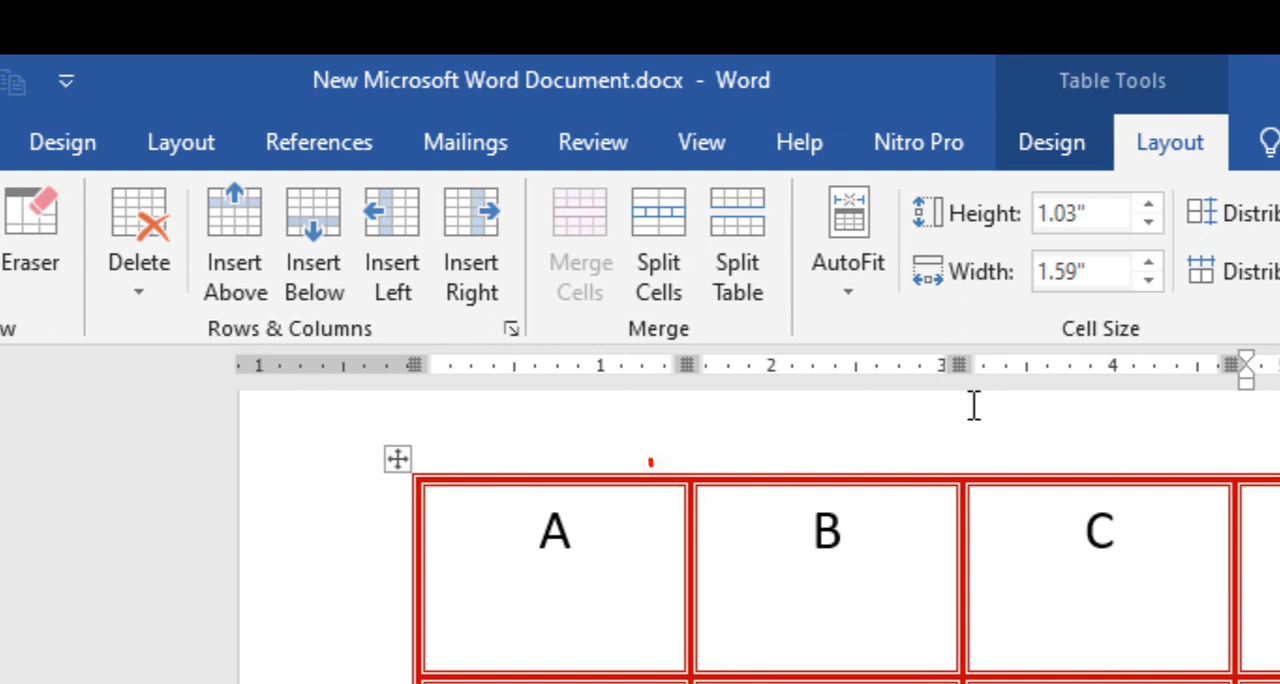 New Microsoft Word Document.docx - Word
Table Tools
Design Layout References Mailings Review View Help Nitro Pro Design Layout
Eraser Delete Insert Above Insert Below Insert Left Insert Right Merge Cells Split Cells Split Table AutoFit
Height: 1.03"
Width: 1.59"
Rows & Columns Merge Cell Size
1 1 2 3 4
A B C